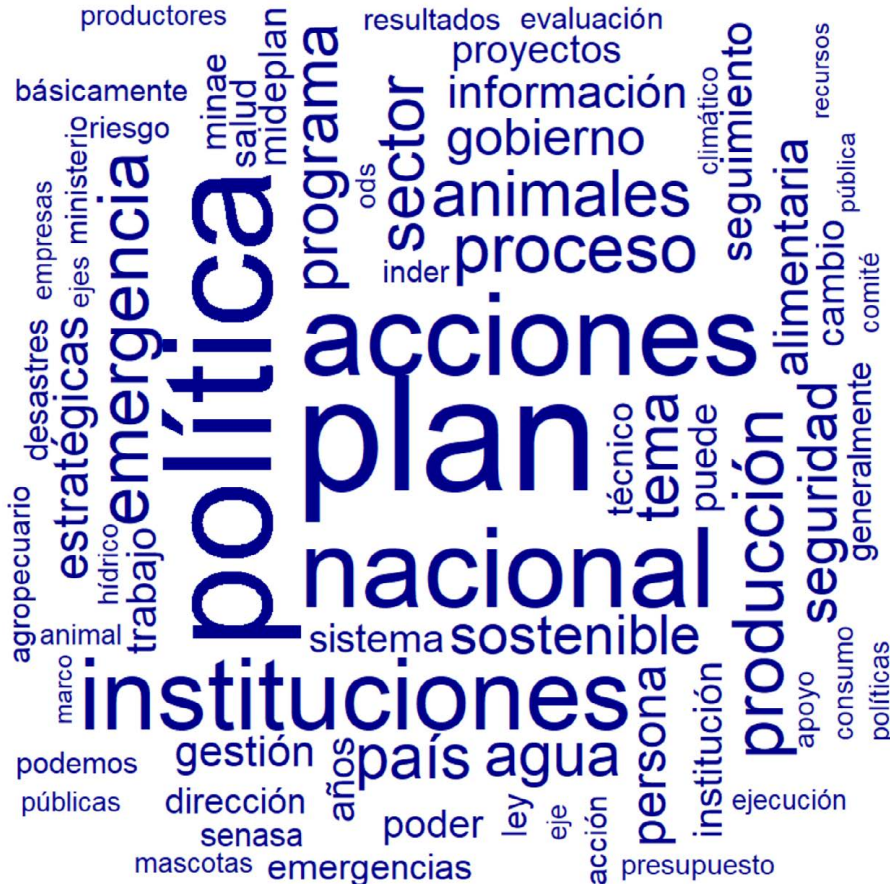 productores
resultados
evaluación
proyectos
programa
minae
salud
mideplan
básicamente
riesgo
información
gobierno
sector
climático
recursos
seguimiento
ministerio
empresas
ejes
emergencia
política
ods
animales
proceso
inder
alimentaria
pública
cambio
comité
acciones
desastres
estratégicas
plan
técnico
tema
puede
producción
seguridad
generalmente
agropecuario
hídrico
trabajo
nacional
animal
sistema
sostenible
marco
instituciones
persona
institución
apoyo
consumo
políticas
podemos
gestión
años
país
agua
públicas
dirección
senasa
poder
ley
eje
acción
ejecución
mascotas
emergencias
presupuesto